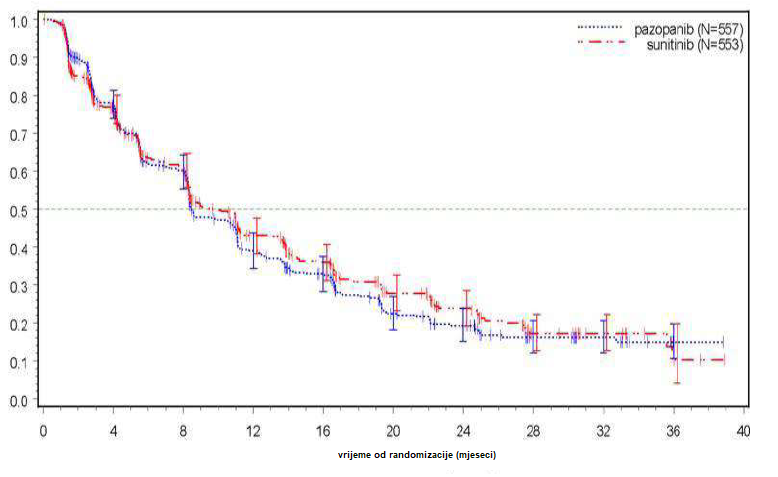 1.0
pazopanib (N=557)
sunitinib (N=553)
0.9
0.8
0.7
0.6
0.5
0.4
0.3
0.2
0.1
0.0
0 4 8 12 16 20 24 28 32 36 40
vrijeme od randomizacije (mjeseci)